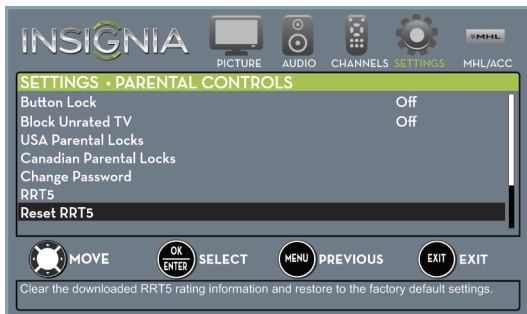 INSIGNIA
PICTURE AUDIO CHANNELS SETTINGS MHL/ACC
MHL
SETTINGS • PARENTAL CONTROLS
Button Lock Off
Block Unrated TV Off
USA Parental Locks
Canadian Parental Locks
Change Password
RRT5
Reset RRT5
MOVE OK ENTER SELECT MENU PREVIOUS EXIT EXIT
Clear the downloaded RRT5 rating information and restore to the factory default settings.